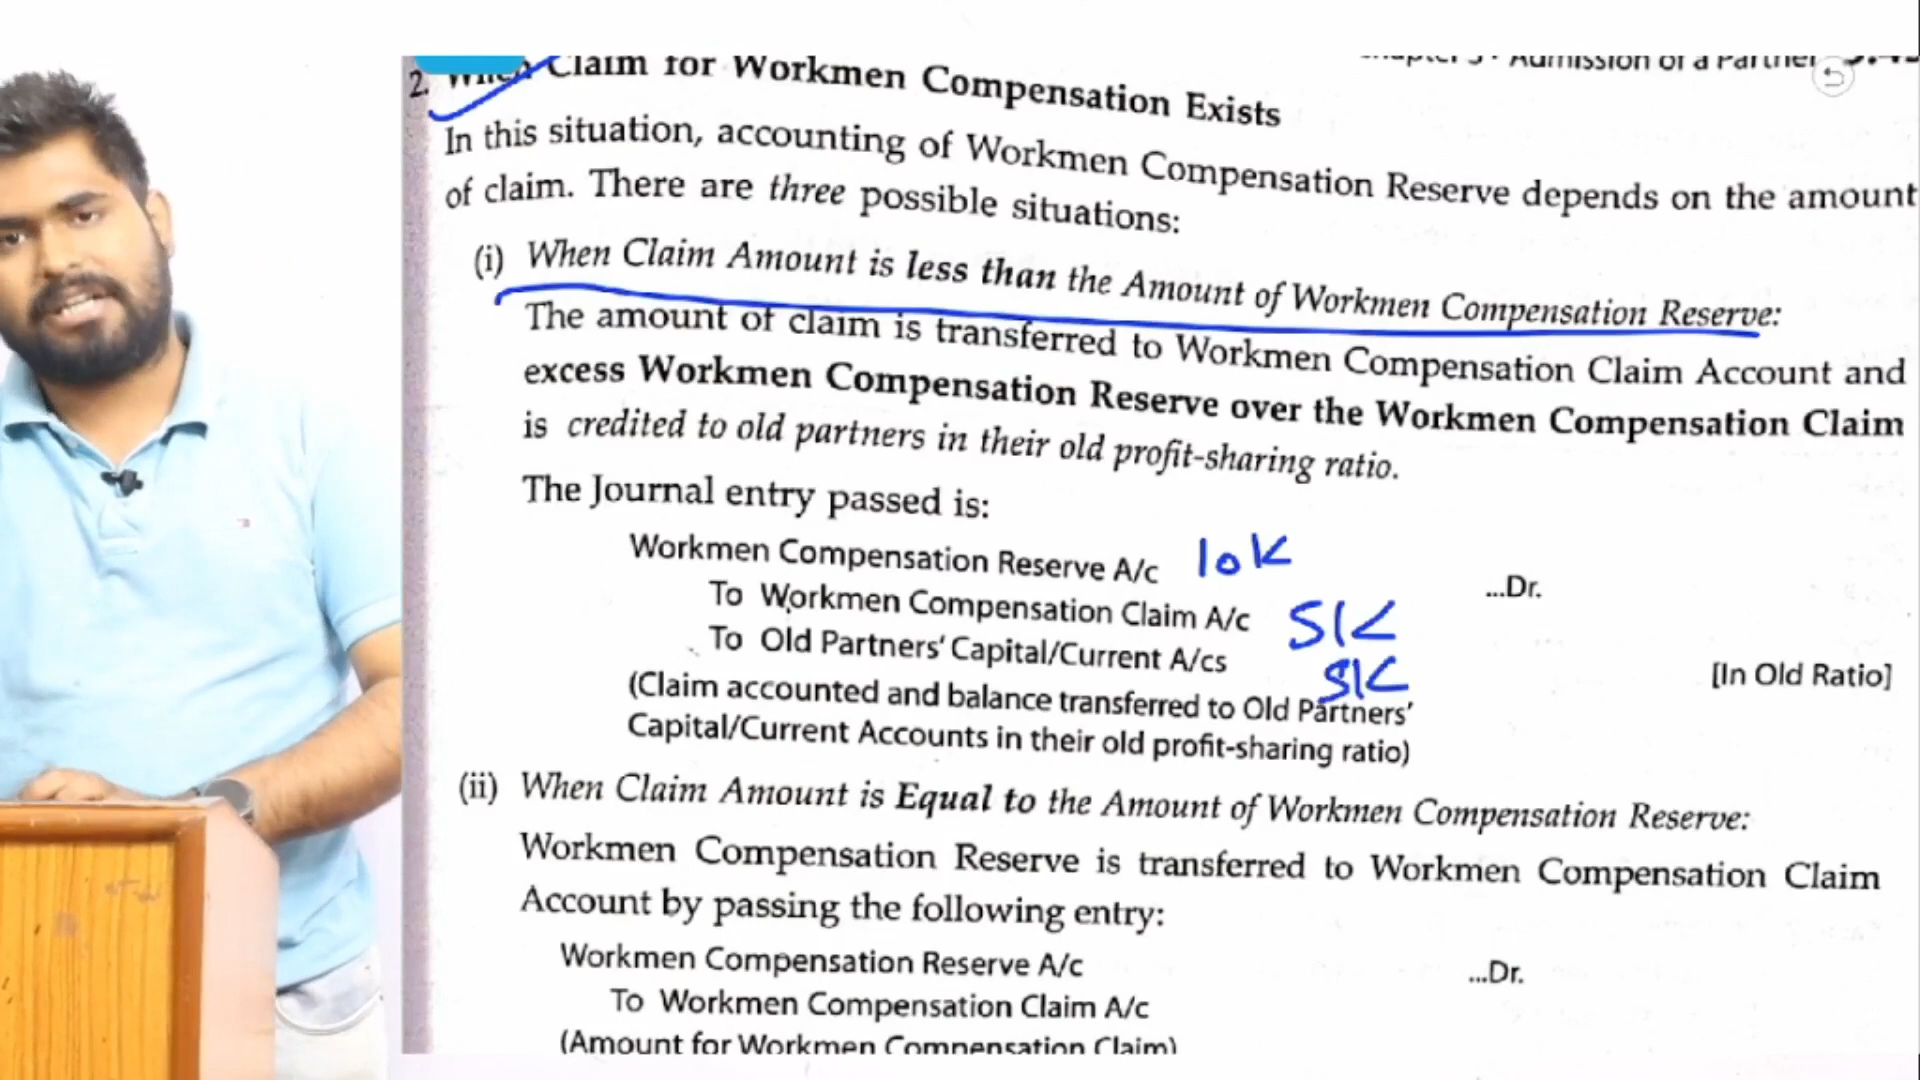 Chapter 5 · Admission of a Partner
2. When Claim for Workmen Compensation Exists
In this situation, accounting of Workmen Compensation Reserve depends on the amount
of claim. There are three possible situations:
(i) When Claim Amount is less than the Amount of Workmen Compensation Reserve:
The amount of claim is transferred to Workmen Compensation Claim Account and
excess Workmen Compensation Reserve over the Workmen Compensation Claim
is credited to old partners in their old profit-sharing ratio.
The Journal entry passed is:
Workmen Compensation Reserve A/c 10K ...Dr.
To Workmen Compensation Claim A/c 5K
To Old Partners' Capital/Current A/cs 5K [In Old Ratio]
(Claim accounted and balance transferred to Old Partners'
Capital/Current Accounts in their old profit-sharing ratio)
(ii) When Claim Amount is Equal to the Amount of Workmen Compensation Reserve:
Workmen Compensation Reserve is transferred to Workmen Compensation Claim
Account by passing the following entry:
Workmen Compensation Reserve A/c ...Dr.
To Workmen Compensation Claim A/c
(Amount for Workmen Compensation Claim)